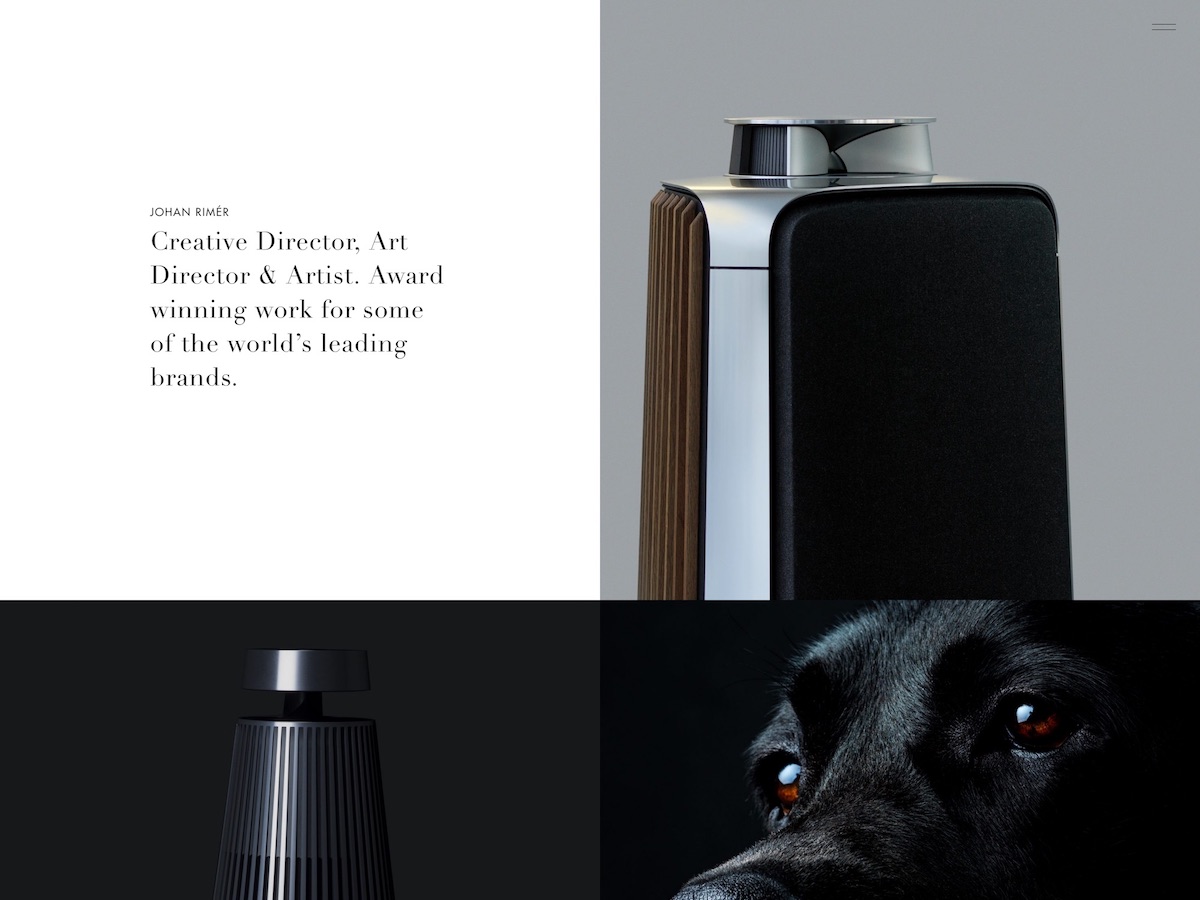 JOHAN RIMÉR
Creative Director, Art
Director & Artist. Award
winning work for some
of the world’s leading
brands.